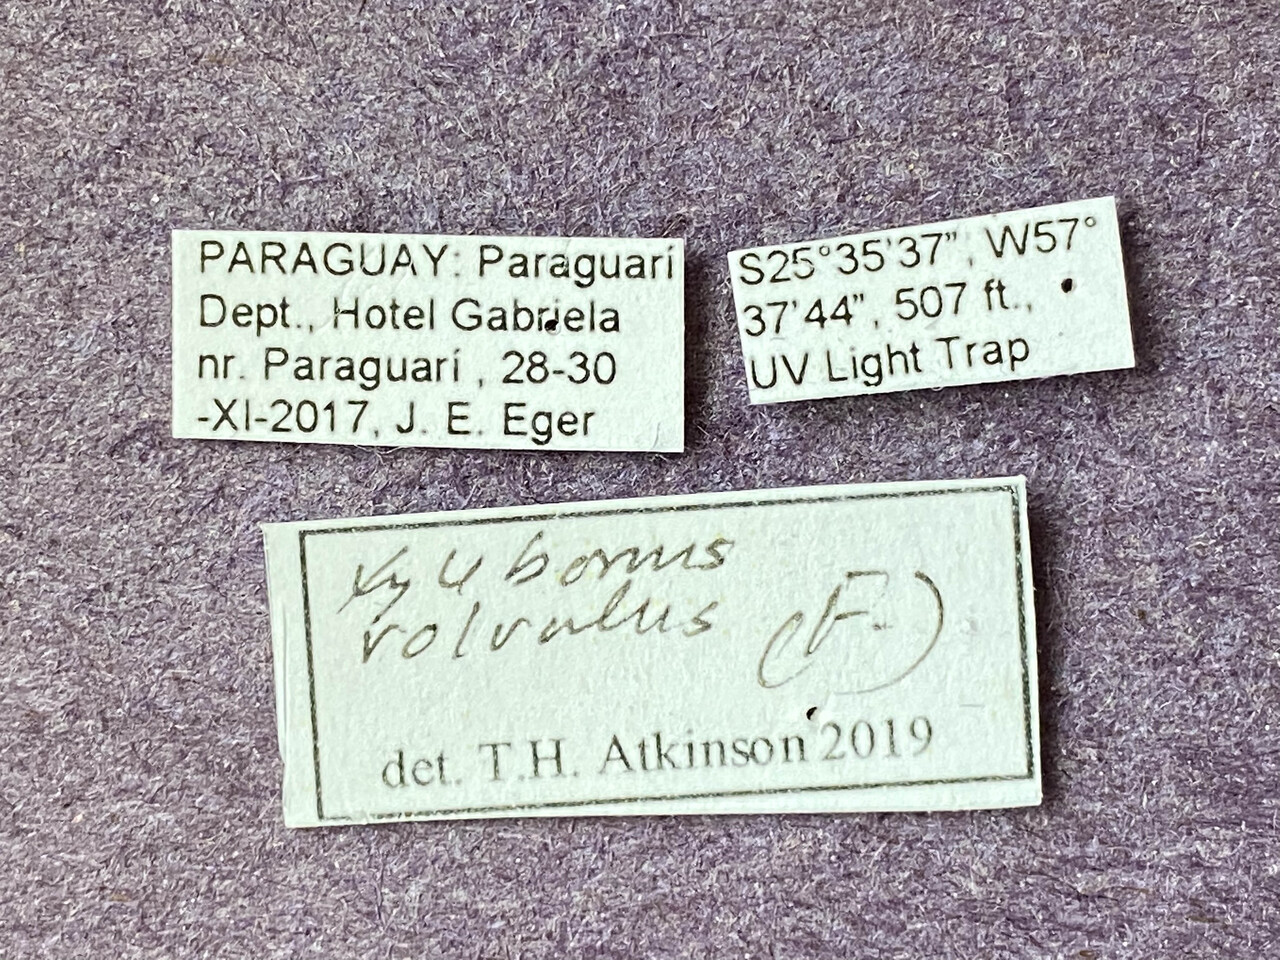 PARAGUAY: Paraguarí
Dept., Hotel Gabriela
nr. Paraguarí , 28-30
-XI-2017, J. E. Eger
S25°35'37", W57°
37'44", 507 ft.,
UV Light Trap
Xyleborus
volvulus (F.)
det. T.H. Atkinson 2019